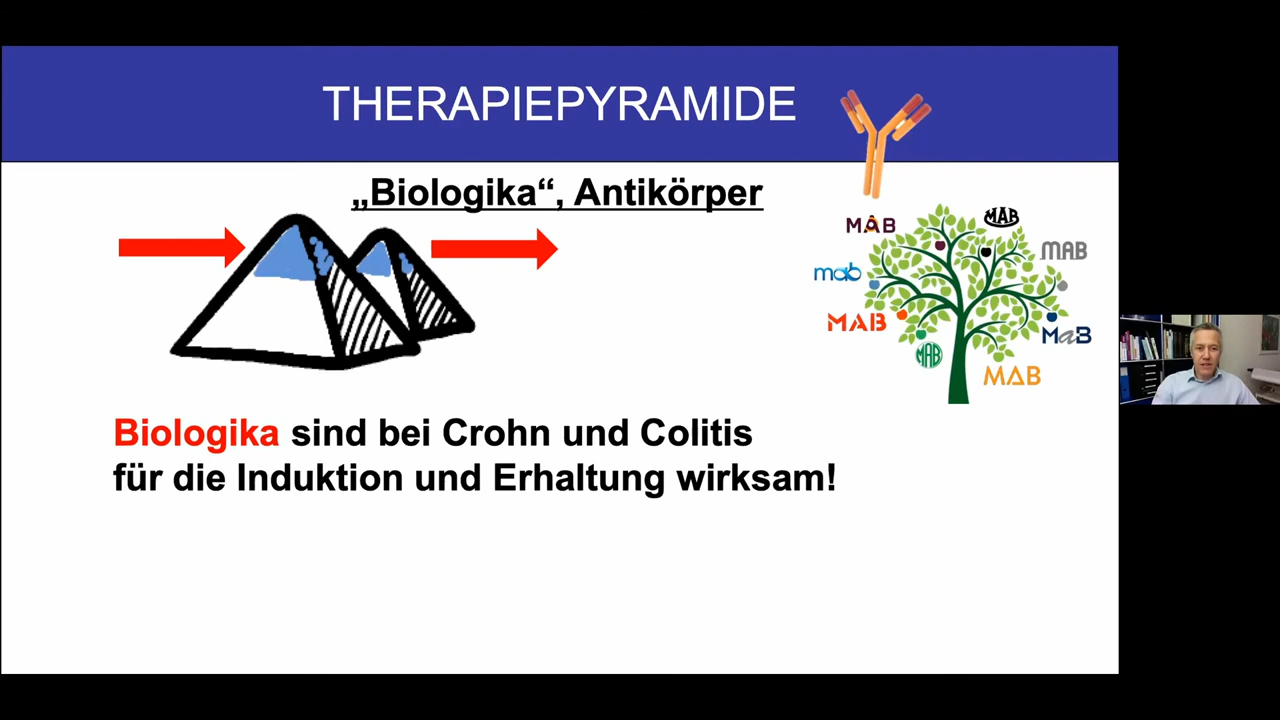 THERAPIEPYRAMIDE
„Biologika“, Antikörper
MAB
MAB
MAB
mab
MAB
MaB
MAB
MAB
Biologika sind bei Crohn und Colitis
für die Induktion und Erhaltung wirksam!